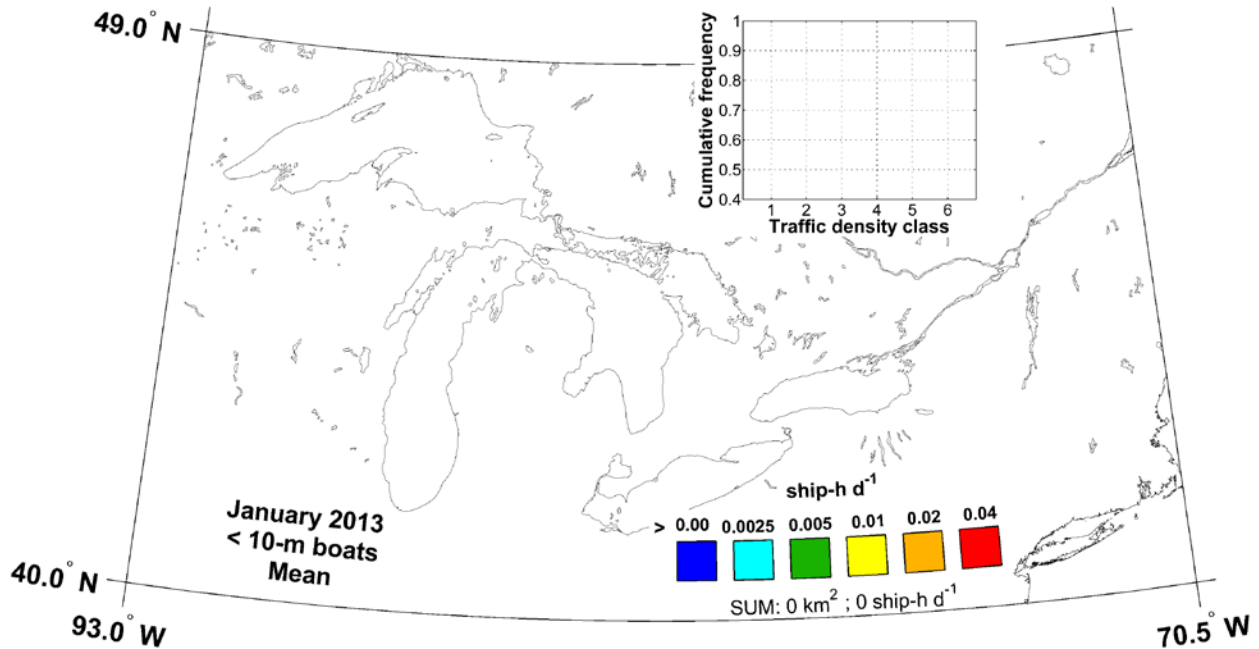 49.0° N
Cumulative frequency
1
0.9
0.8
0.7
0.6
0.5
0.4
1 2 3 4 5 6
Traffic density class
January 2013
< 10-m boats
Mean
ship-h d⁻¹
> 0.00 0.0025 0.005 0.01 0.02 0.04
SUM: 0 km² ; 0 ship-h d⁻¹
40.0° N
93.0° W
70.5° W